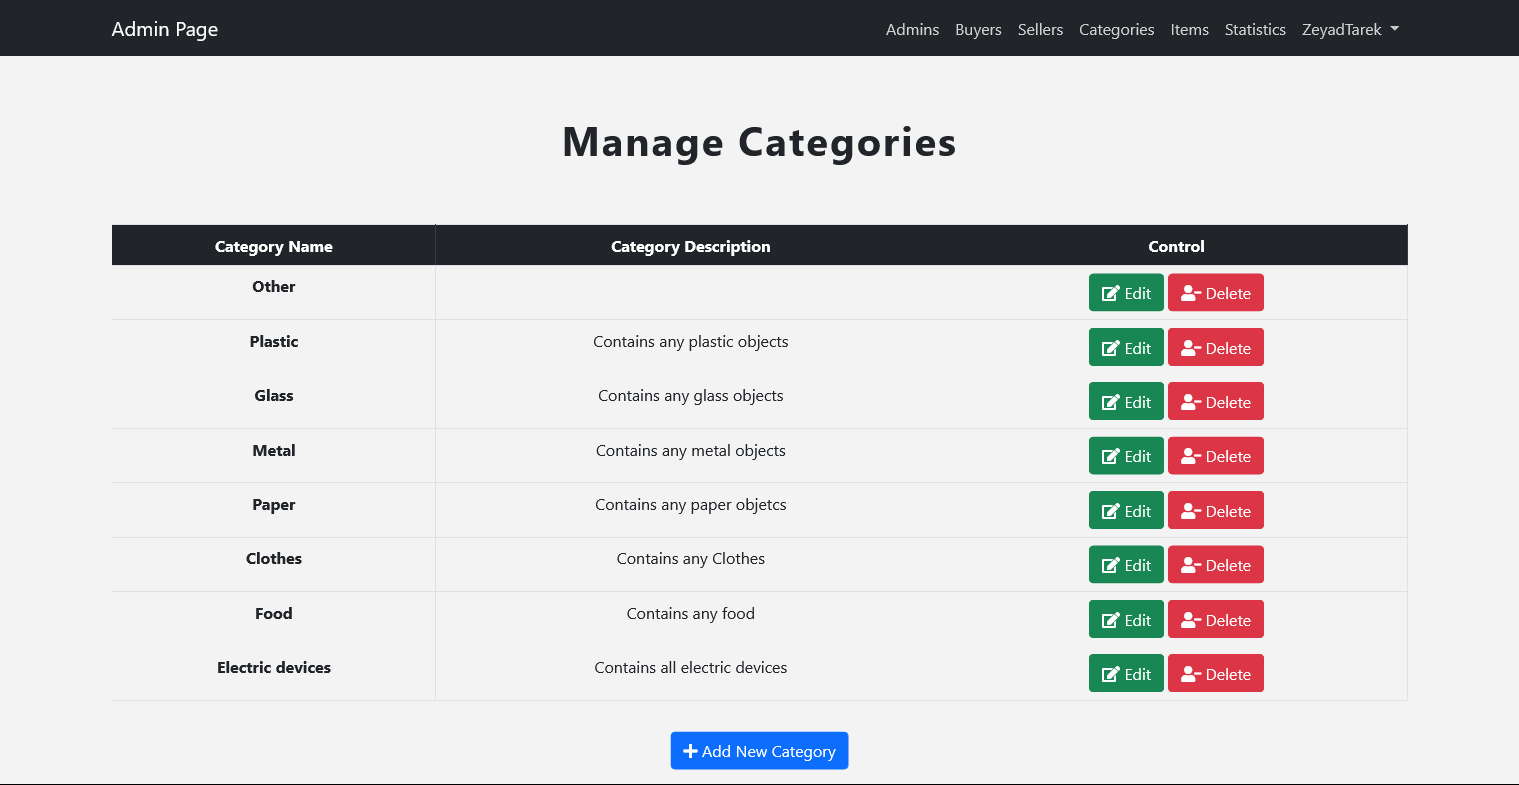 Admin Page Admins Buyers Sellers Categories Items Statistics ZeyadTarek
Manage Categories
Category Name Category Description Control
Other Edit Delete
Plastic Contains any plastic objects Edit Delete
Glass Contains any glass objects Edit Delete
Metal Contains any metal objects Edit Delete
Paper Contains any paper objetcs Edit Delete
Clothes Contains any Clothes Edit Delete
Food Contains any food Edit Delete
Electric devices Contains all electric devices Edit Delete
Add New Category